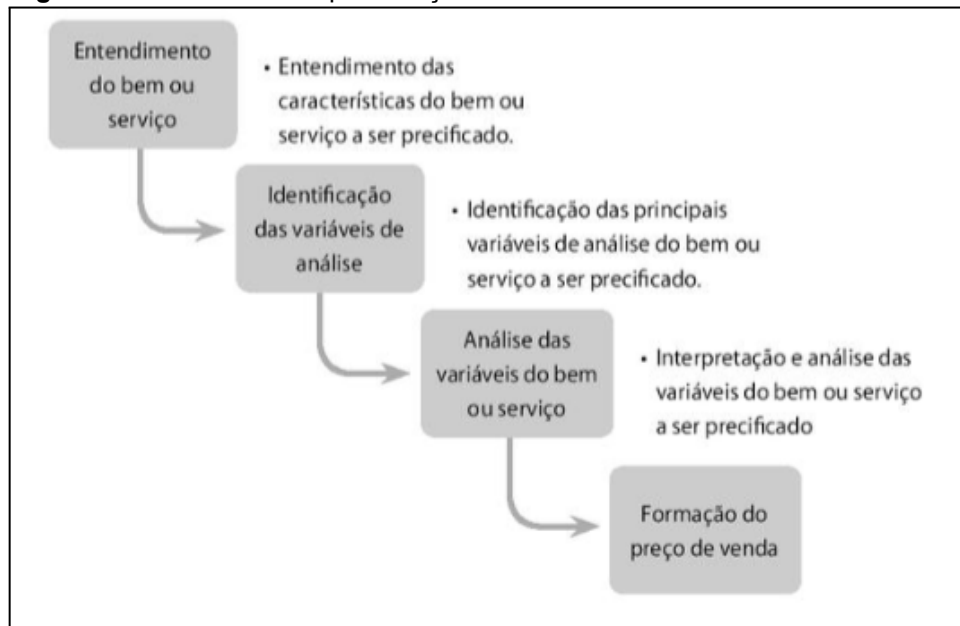 Entendimento
do bem ou
serviço
• Entendimento das
características do bem ou
serviço a ser precificado.
Identificação
das variáveis de
análise
• Identificação das principais
variáveis de análise do bem ou
serviço a ser precificado.
Análise das
variáveis do bem
ou serviço
• Interpretação e análise das
variáveis do bem ou serviço
a ser precificado
Formação do
preço de venda